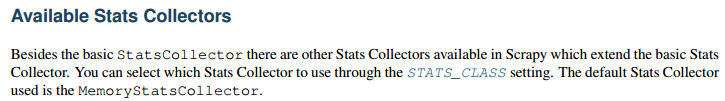 Available Stats Collectors
Besides the basic StatsCollector there are other Stats Collectors available in Scrapy which extend the basic Stats
Collector. You can select which Stats Collector to use through the STATS_CLASS setting. The default Stats Collector
used is the MemoryStatsCollector.